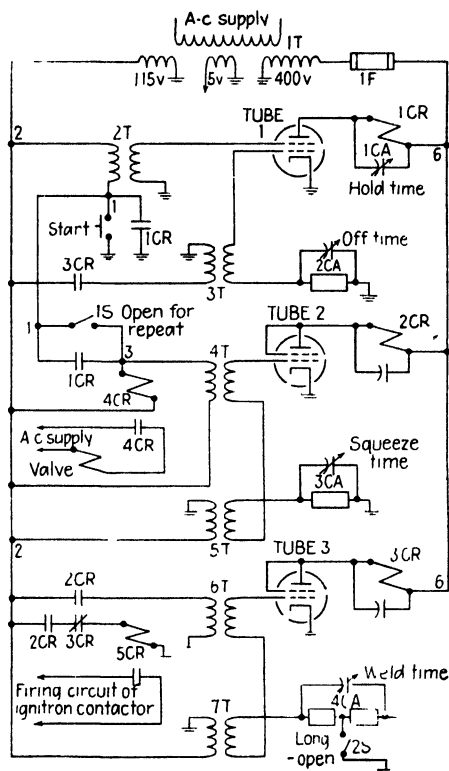 A-c supply
1T
115v
5v
400v
1F
TUBE
1
1CR
2
2T
6
1CA
Hold time
1
Start
1CR
Off time
3CR
2CA
3T
1S Open for
repeat
TUBE 2
2CR
1
3
4T
1CR
4CR
A c supply
4CR
Valve
Squeeze
time
3CA
2
5T
TUBE 3
3CR
2CR
6T
6
2CR
3CR
5CR
Firing circuit of
ignitron contactor
Weld time
4CA
7T
Long
-open
2S